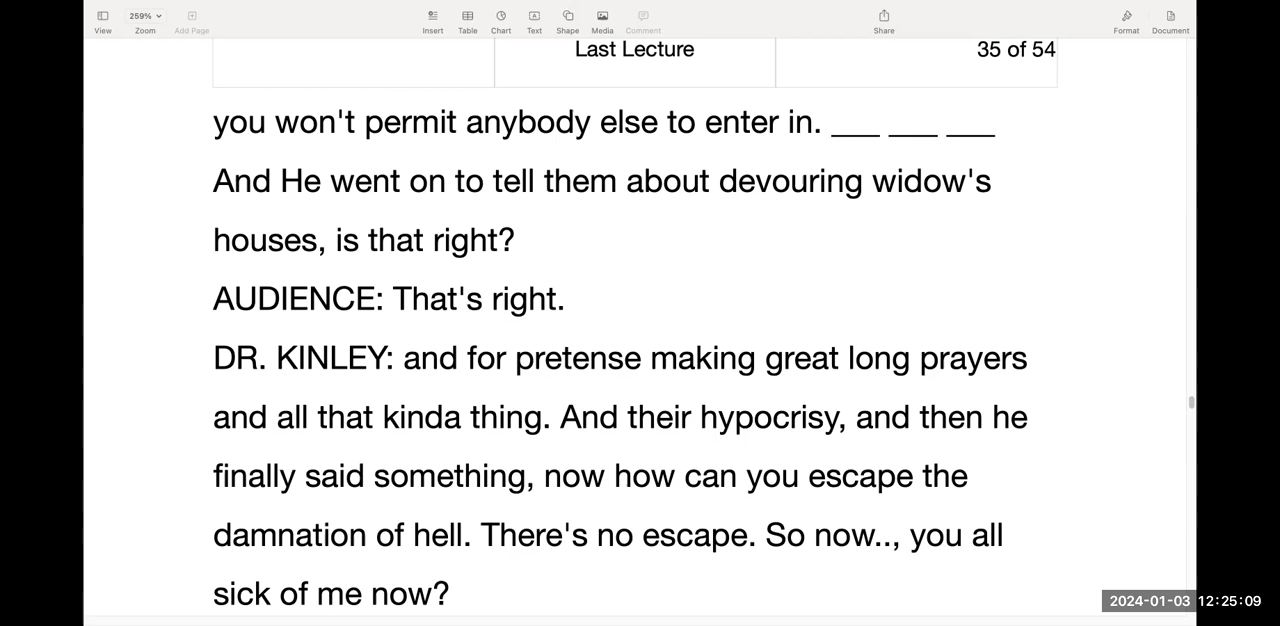 259%
View Zoom Add Page Insert Table Chart Text Shape Media Comment Share Format Document
Last Lecture 35 of 54
you won't permit anybody else to enter in. ___ ___ ___
And He went on to tell them about devouring widow's
houses, is that right?
AUDIENCE: That's right.
DR. KINLEY: and for pretense making great long prayers
and all that kinda thing. And their hypocrisy, and then he
finally said something, now how can you escape the
damnation of hell. There's no escape. So now.., you all
sick of me now?
2024-01-03 12:25:09